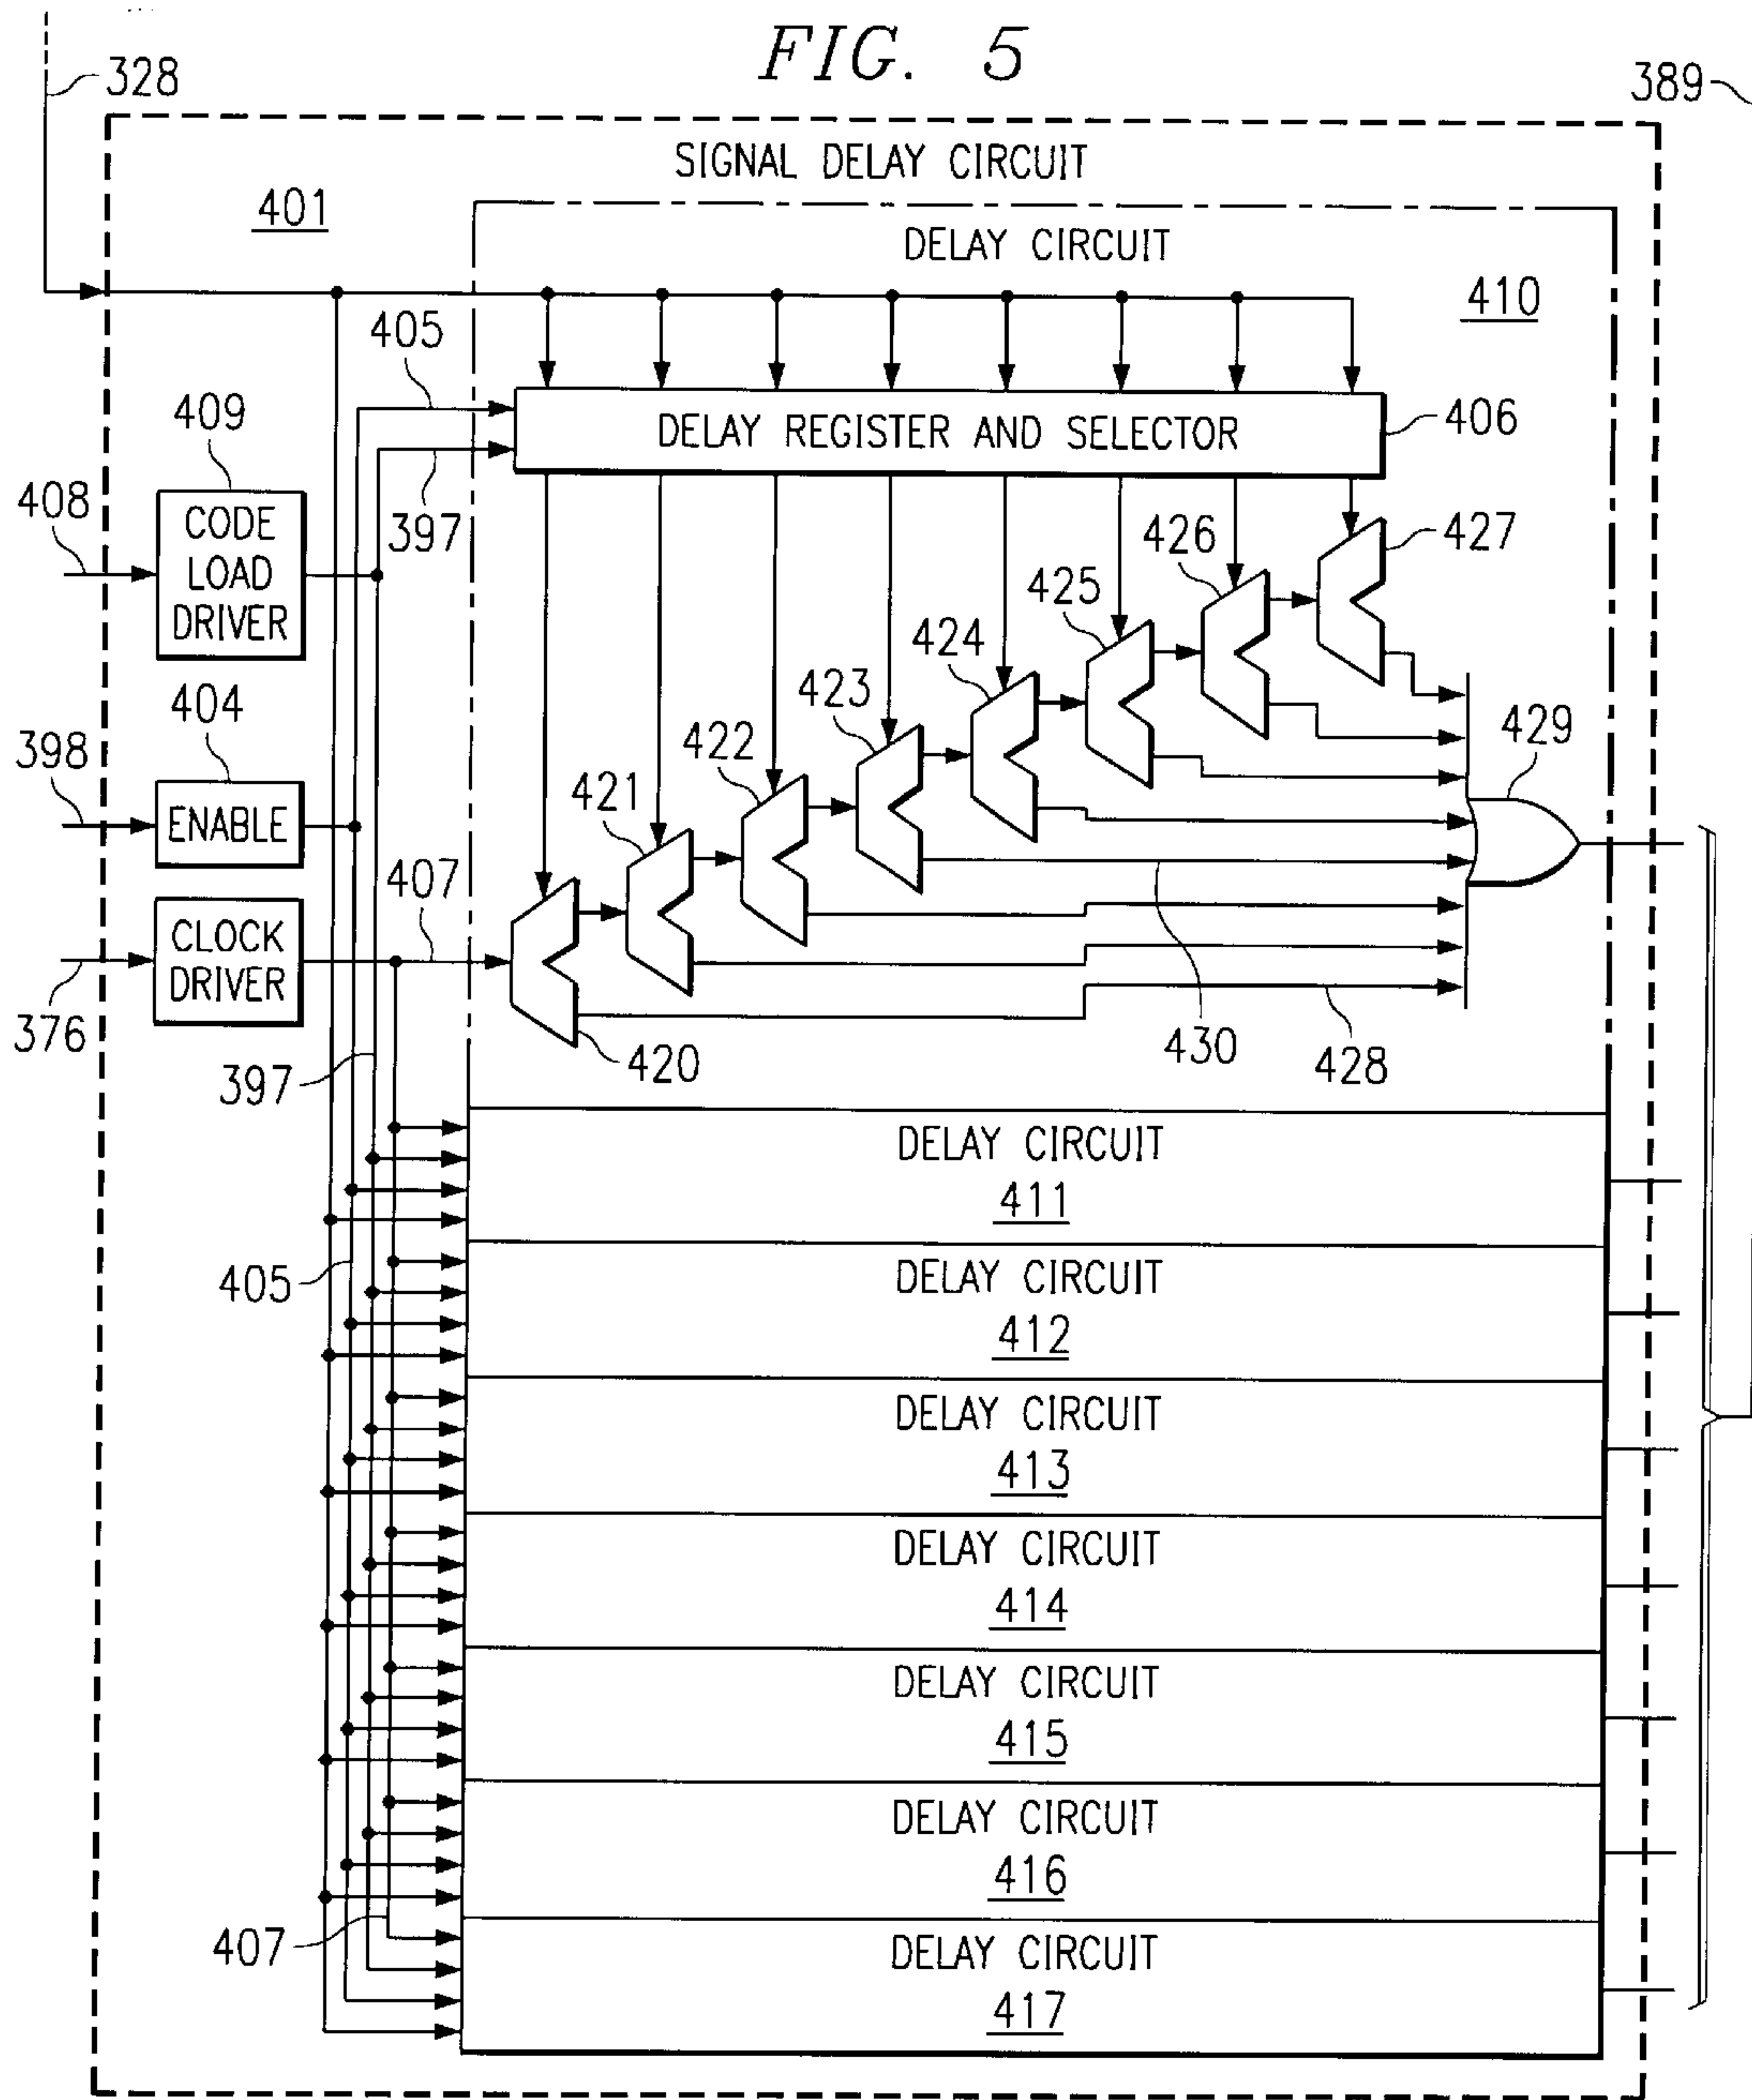 FIG. 5
328
389
SIGNAL DELAY CIRCUIT
401
DELAY CIRCUIT
410
405
409
DELAY REGISTER AND SELECTOR
406
408
CODE
LOAD
DRIVER
397
426
427
425
424
404
423
429
398
422
ENABLE
421
407
CLOCK
DRIVER
376
430
420
428
397
DELAY CIRCUIT
411
405
DELAY CIRCUIT
412
DELAY CIRCUIT
413
DELAY CIRCUIT
414
DELAY CIRCUIT
415
DELAY CIRCUIT
416
407
DELAY CIRCUIT
417